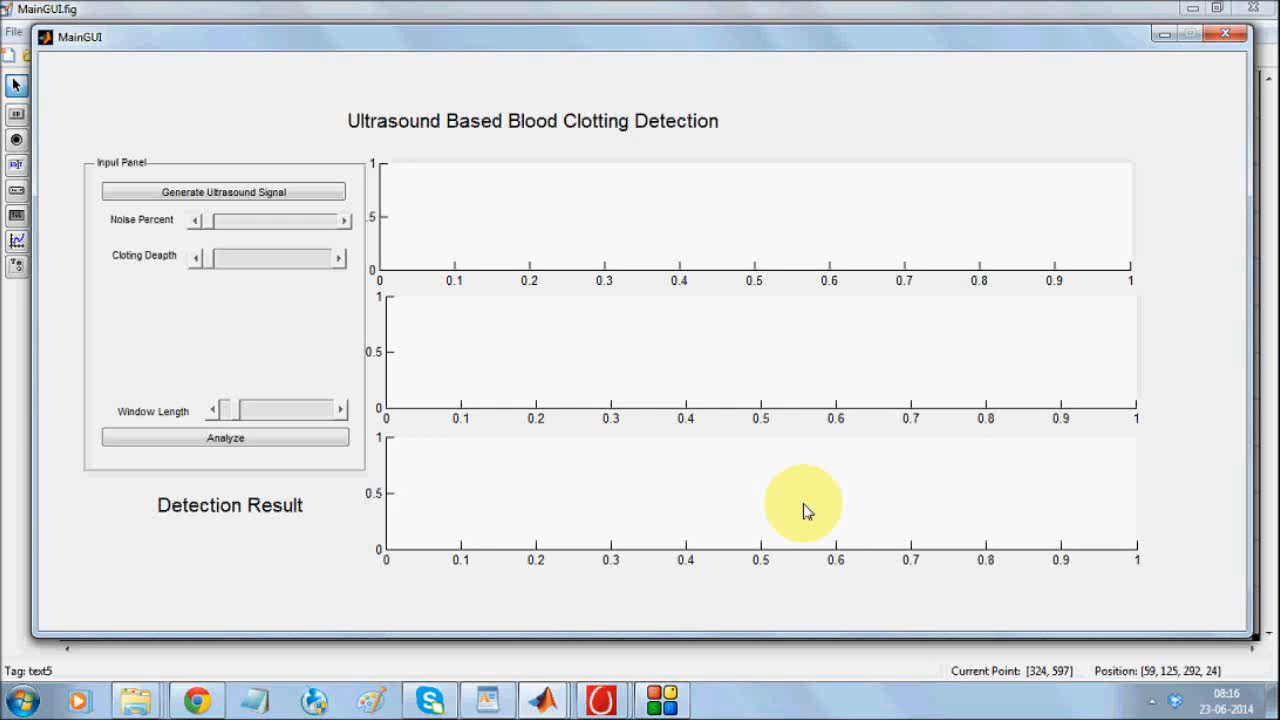 MainGUI.fig
File
MainGUI
Ultrasound Based Blood Clotting Detection
Input Panel
Generate Ultrasound Signal
Noise Percent
Cloting Deapth
Window Length
Analyze
Detection Result
1
.5
0
0 0.1 0.2 0.3 0.4 0.5 0.6 0.7 0.8 0.9 1
1
0.5
0
0 0.1 0.2 0.3 0.4 0.5 0.6 0.7 0.8 0.9 1
1
0.5
0
0 0.1 0.2 0.3 0.4 0.5 0.6 0.7 0.8 0.9 1
Tag: text5
Current Point: [324, 597] Position: [59, 125, 292, 24]
08:16
23-06-2014